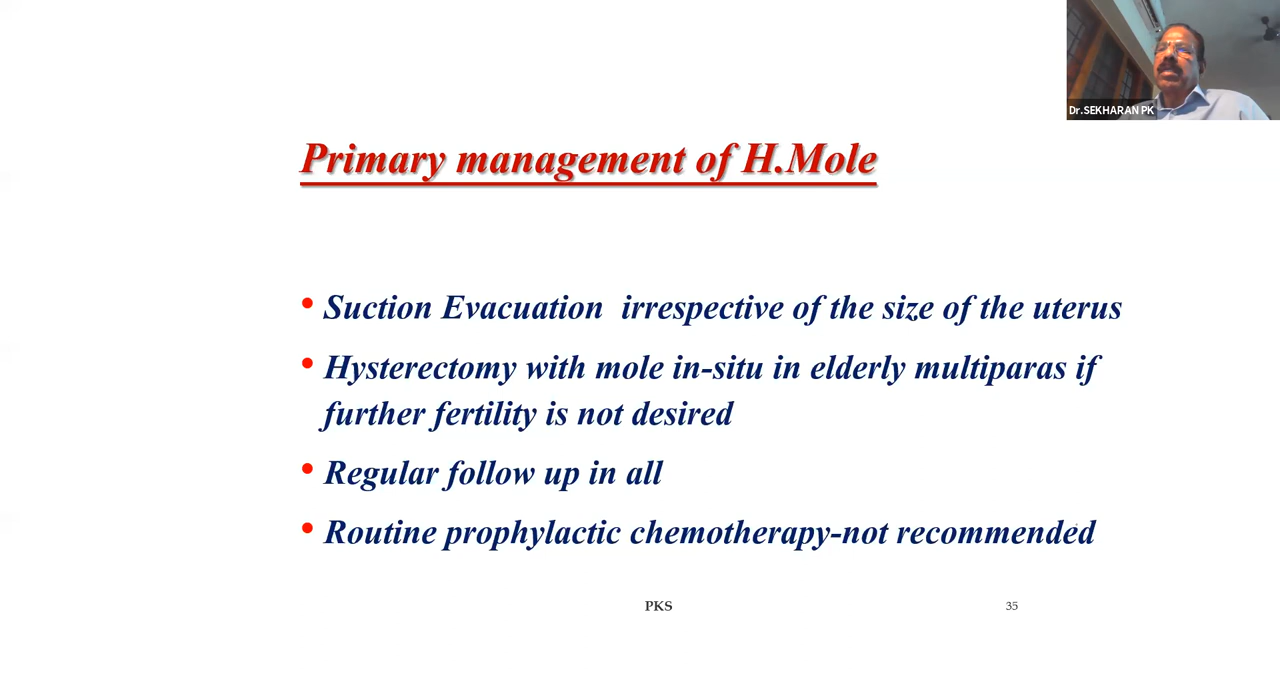 Dr.SEKHARAN PK
Primary management of H.Mole
• Suction Evacuation irrespective of the size of the uterus
• Hysterectomy with mole in-situ in elderly multiparas if
further fertility is not desired
• Regular follow up in all
• Routine prophylactic chemotherapy-not recommended
PKS
35